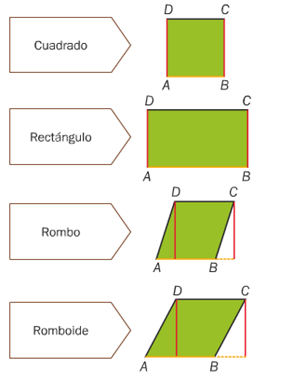 D C
Cuadrado
A B
D C
Rectángulo
A B
D C
Rombo
A B
D C
Romboide
A B